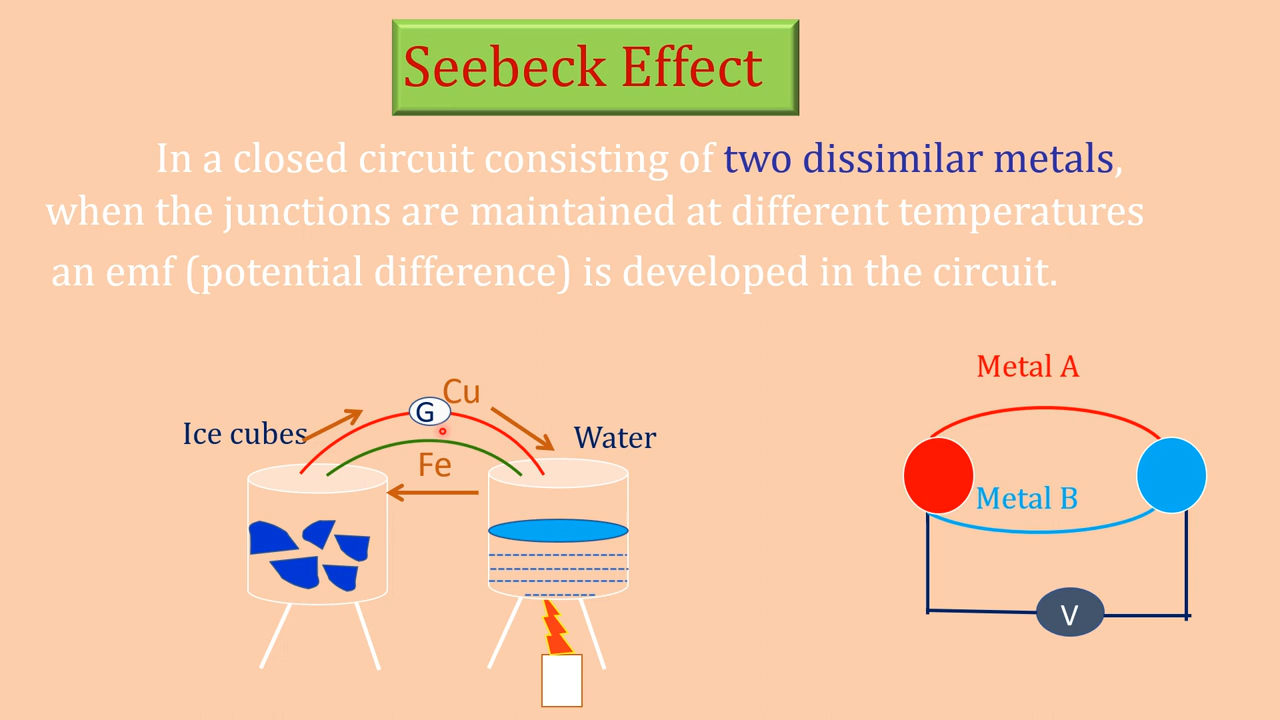 Seebeck Effect
In a closed circuit consisting of two dissimilar metals,
when the junctions are maintained at different temperatures
an emf (potential difference) is developed in the circuit.
Ice cubes
G
Cu
Water
Fe
Metal A
Metal B
V